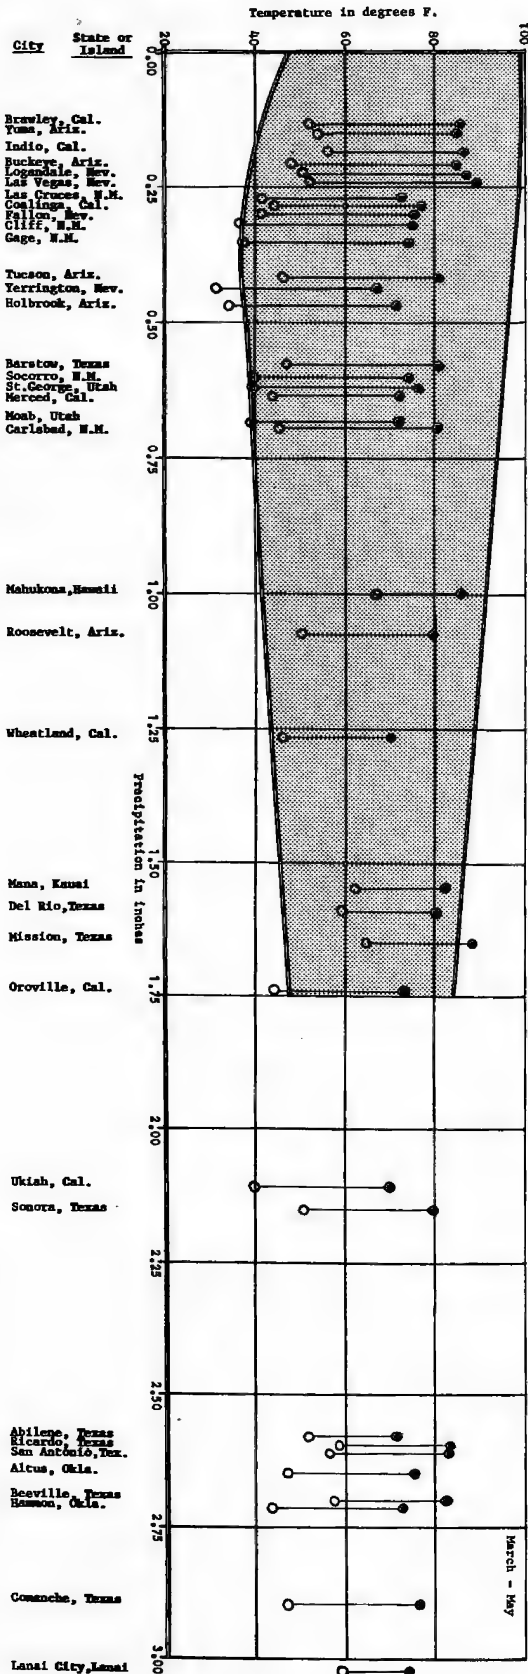 Temperature in degrees F.
City
State or
Island
20
40
60
80
100
0.00
Brawley, Cal.
Yuma, Ariz.
Indio, Cal.
Buckeye, Ariz.
Logandale, Nev.
Las Vegas, Nev.
0.25
Las Cruces, N.M.
Coalinga, Cal.
Fallon, Nev.
Cliff, N.M.
Gage, N.M.
Tucson, Ariz.
Yerrington, Nev.
Holbrook, Ariz.
0.50
Barstow, Texas
Socorro, N.M.
St.George, Utah
Merced, Cal.
Moab, Utah
Carlsbad, N.M.
0.75
Mahukona,Hawaii
1.00
Roosevelt, Ariz.
Wheatland, Cal.
1.25
Precipitation in inches
1.50
Mana, Kauai
Del Rio,Texas
Mission, Texas
Oroville, Cal.
1.75
2.00
Ukiah, Cal.
Sonora, Texas
2.25
2.50
Abilene, Texas
Ricardo, Texas
San Antonio,Tex.
Altus, Okla.
Beeville, Texas
Hammon, Okla.
2.75
March - May
Comanche, Texas
3.00
Lanai City,Lanai